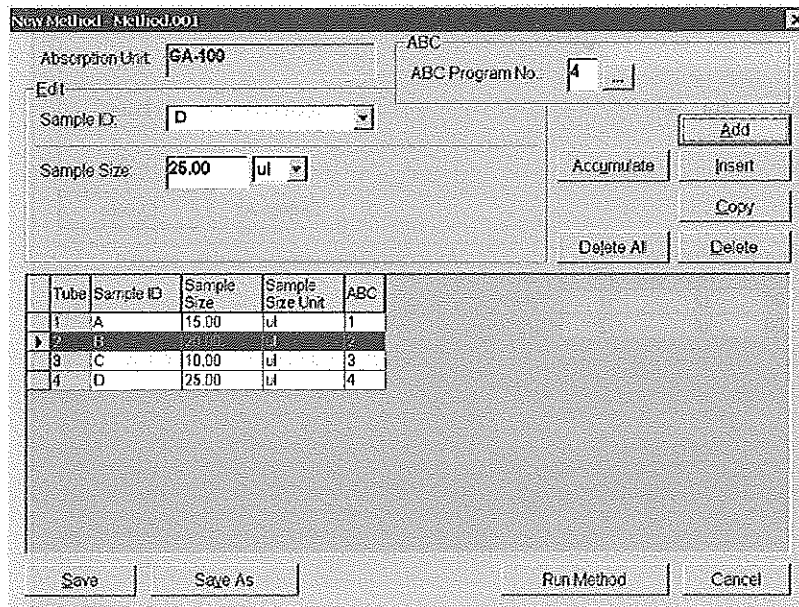 New Method - Method.001
Absorption Unit: GA-100
ABC
ABC Program No.: 4 ...
Edit
Sample ID: D
Sample Size: 25.00 ul
Add
Accumulate Insert
Copy
Delete All Delete
Tube Sample ID Sample Size Sample Size Unit ABC
1 A 15.00 ul 1
2 B ul 2
3 C 10.00 ul 3
4 D 25.00 ul 4
Save Save As Run Method Cancel